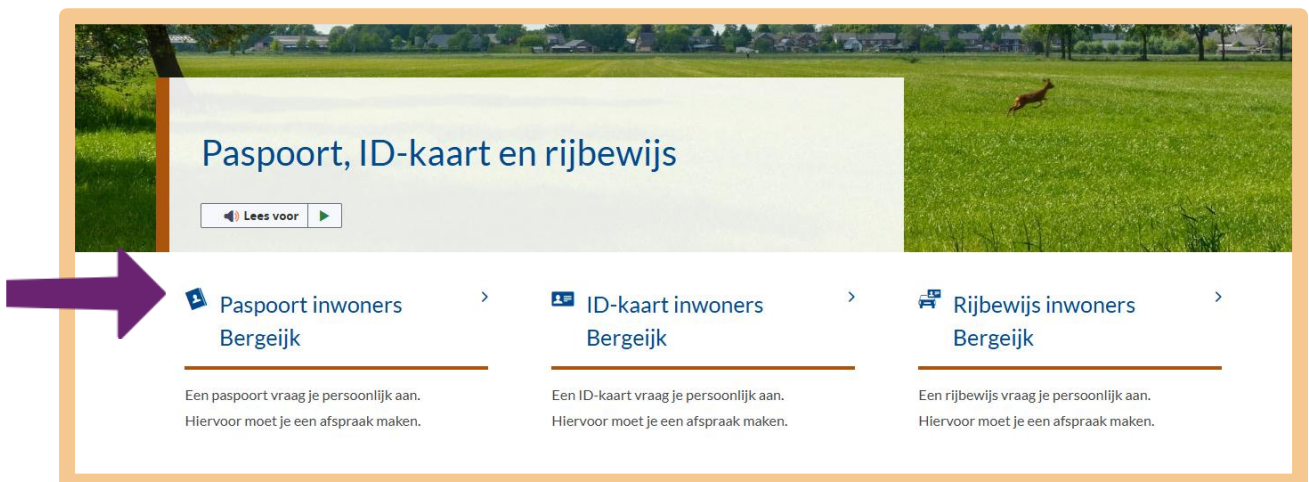 Paspoort, ID-kaart en rijbewijs
Lees voor
Paspoort inwoners
Bergeijk
Een paspoort vraag je persoonlijk aan.
Hiervoor moet je een afspraak maken.
ID-kaart inwoners
Bergeijk
Een ID-kaart vraag je persoonlijk aan.
Hiervoor moet je een afspraak maken.
Rijbewijs inwoners
Bergeijk
Een rijbewijs vraag je persoonlijk aan.
Hiervoor moet je een afspraak maken.